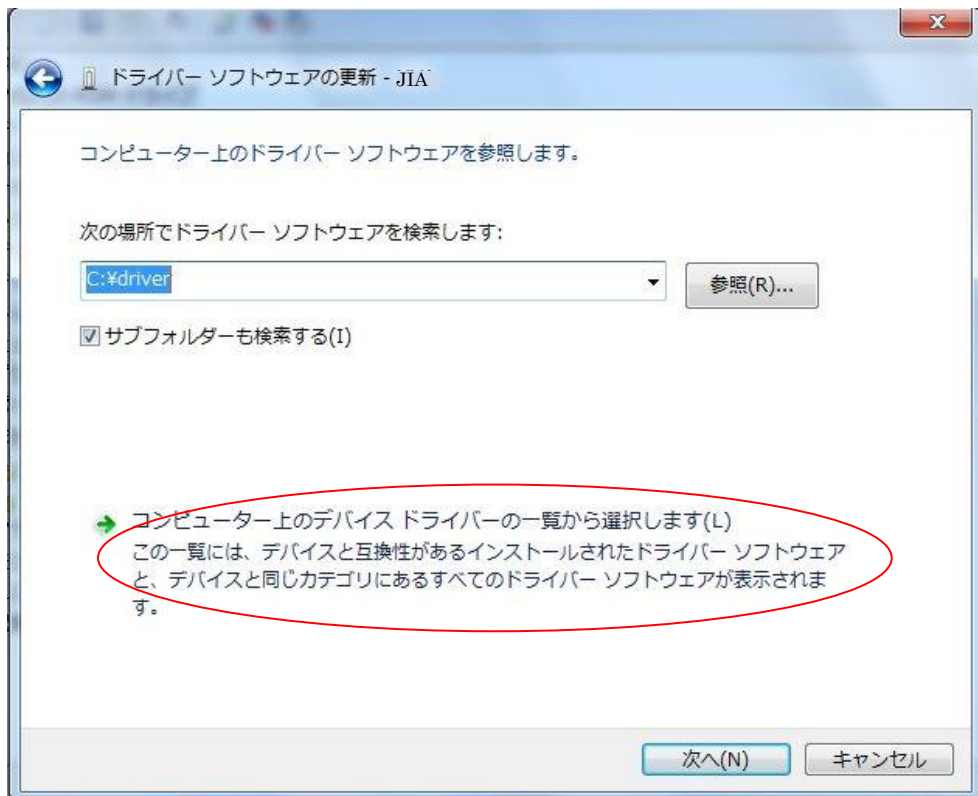 ドライバー ソフトウェアの更新 - JIA
コンピューター上のドライバー ソフトウェアを参照します。
次の場所でドライバー ソフトウェアを検索します:
C:¥driver
参照(R)...
サブフォルダーも検索する(I)
コンピューター上のデバイス ドライバーの一覧から選択します(L)
この一覧には、デバイスと互換性があるインストールされたドライバー ソフトウェア
と、デバイスと同じカテゴリにあるすべてのドライバー ソフトウェアが表示されま
す。
次へ(N)
キャンセル